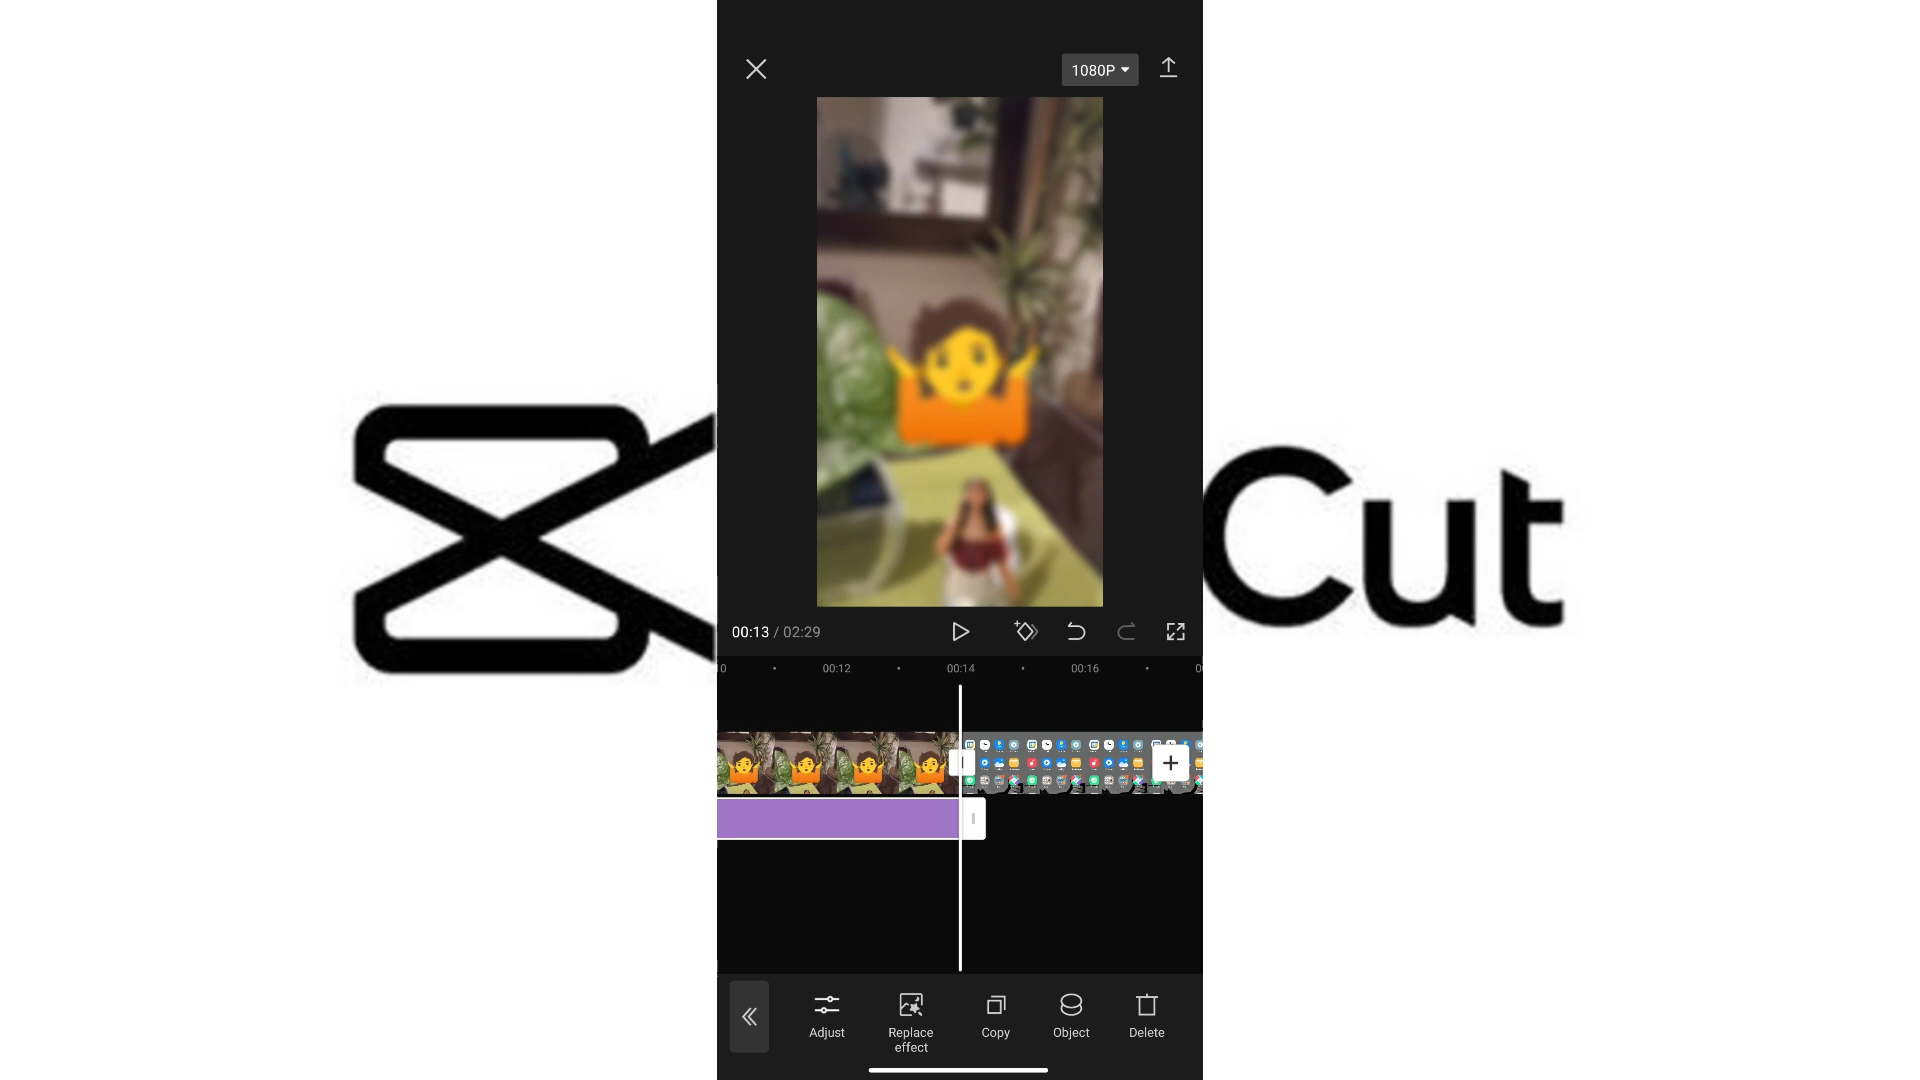 1080P
Cut
00:13 / 02:29
00:12
00:14
00:16
Adjust
Replace
effect
Copy
Object
Delete